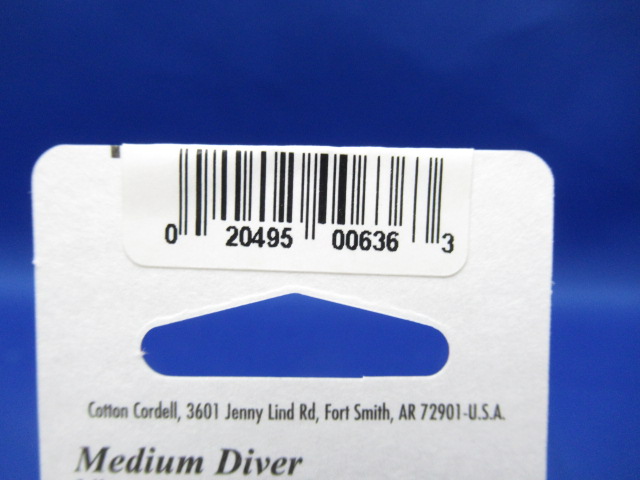 0 20495 00636 3
Cotton Cordell, 3601 Jenny Lind Rd, Fort Smith, AR 72901-U.S.A.
Medium Diver